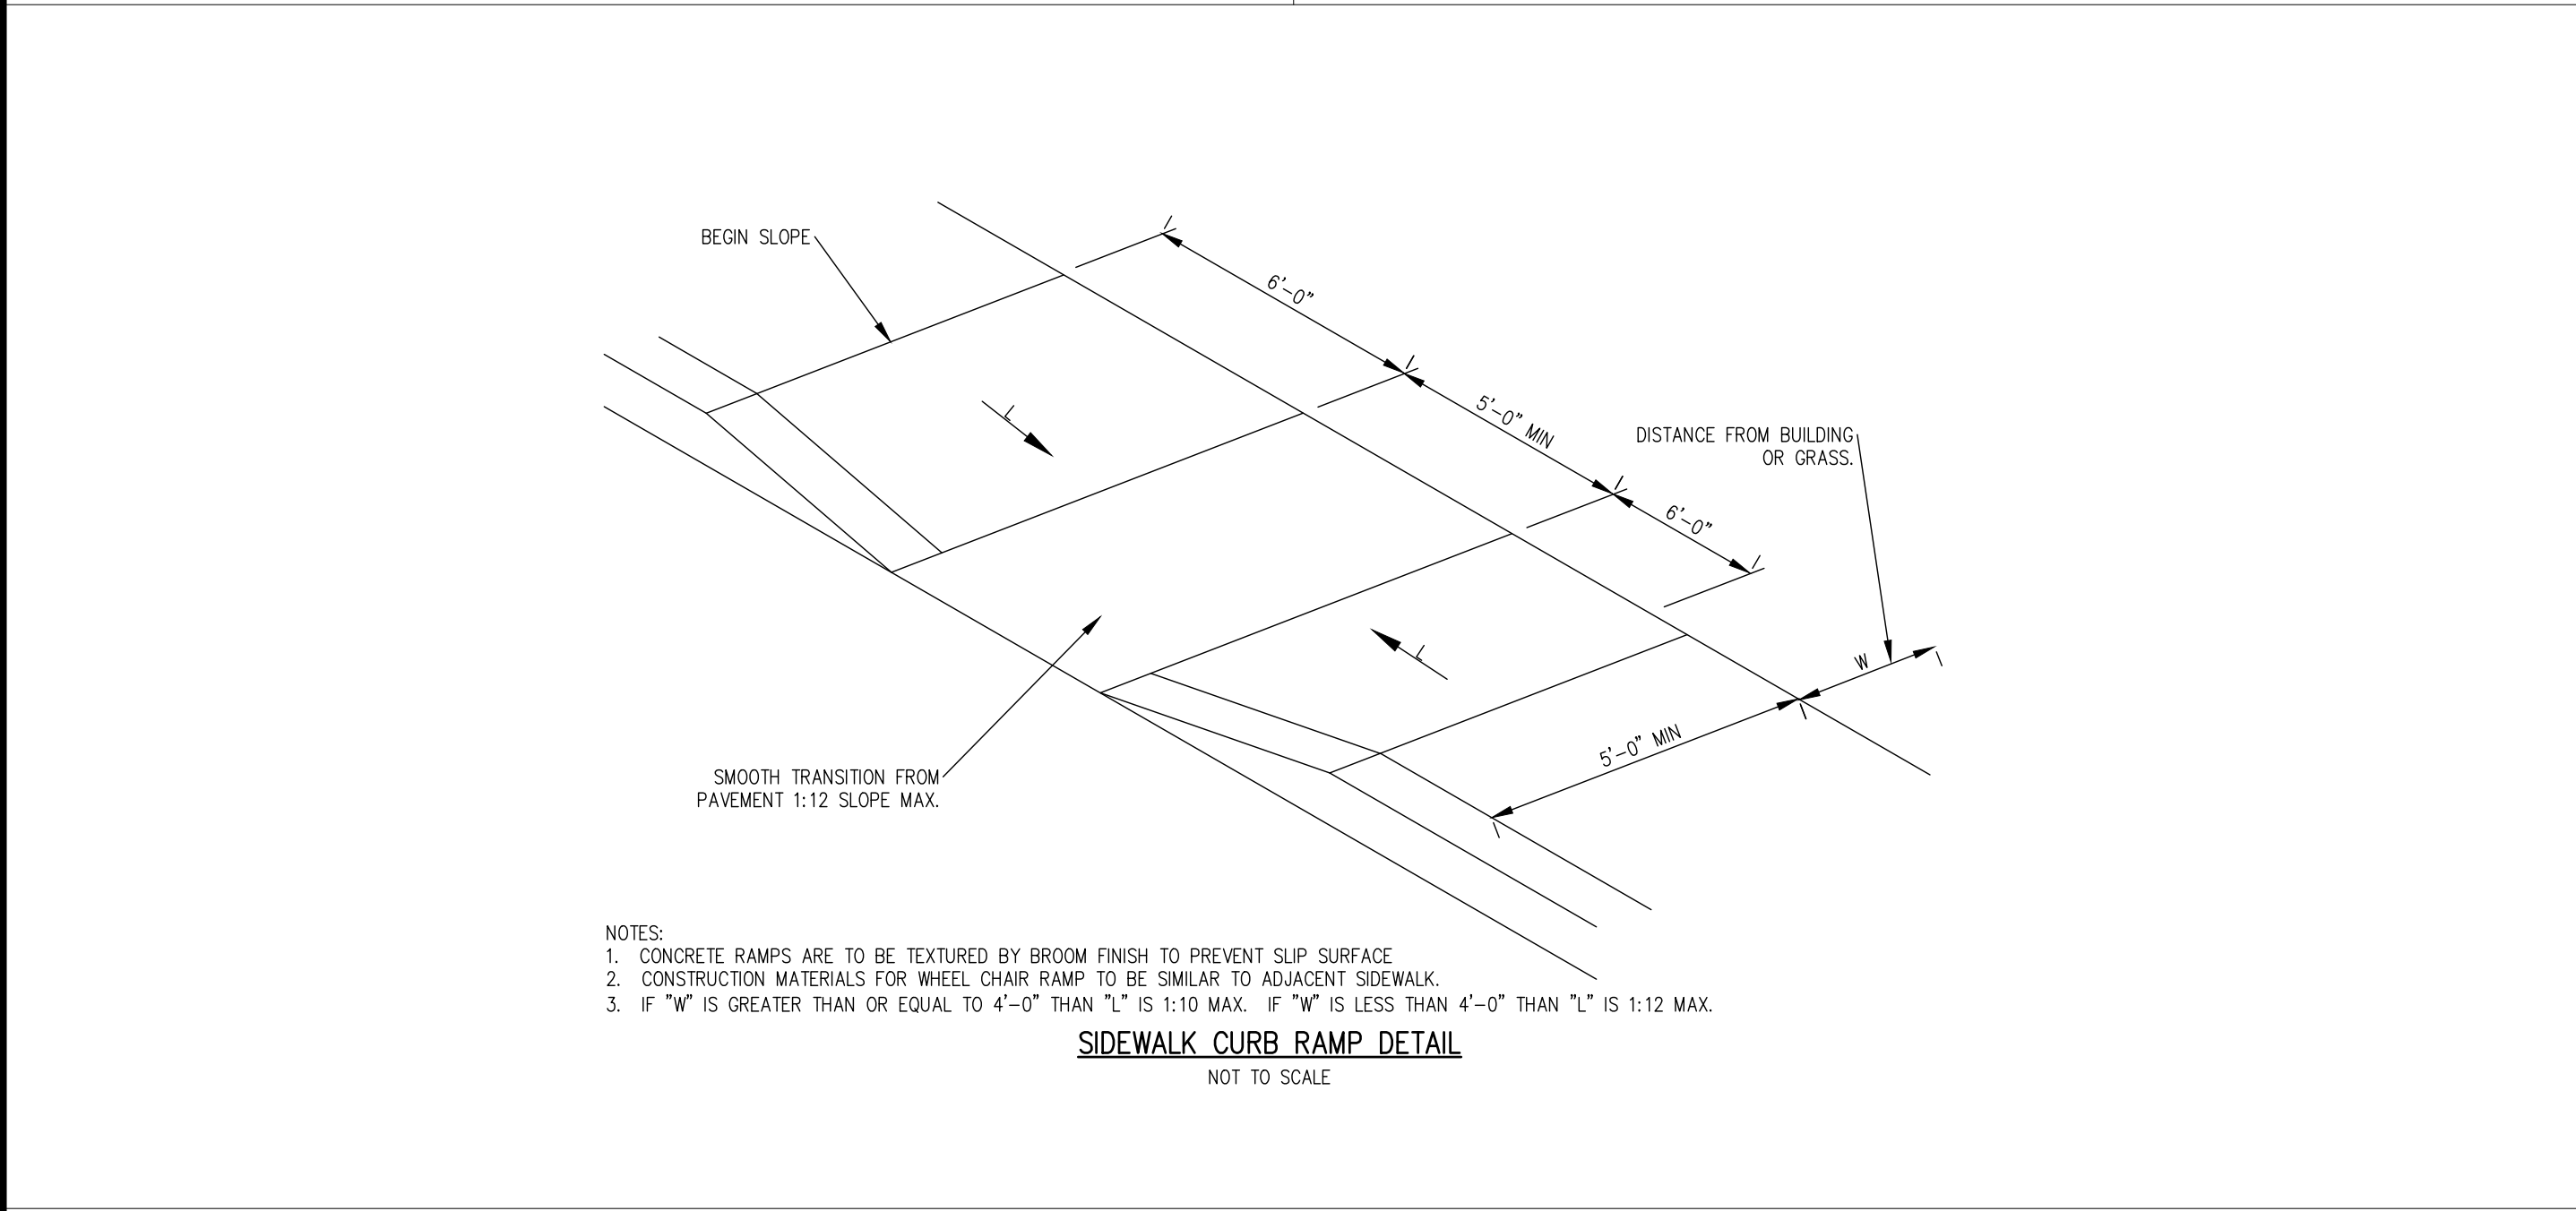 BEGIN SLOPE
6'-0"
5'-0" MIN
DISTANCE FROM BUILDING
OR GRASS.
6'-0"
L
L
W
5'-0" MIN
SMOOTH TRANSITION FROM
PAVEMENT 1:12 SLOPE MAX.
NOTES:
1. CONCRETE RAMPS ARE TO BE TEXTURED BY BROOM FINISH TO PREVENT SLIP SURFACE
2. CONSTRUCTION MATERIALS FOR WHEEL CHAIR RAMP TO BE SIMILAR TO ADJACENT SIDEWALK.
3. IF "W" IS GREATER THAN OR EQUAL TO 4'-0" THAN "L" IS 1:10 MAX. IF "W" IS LESS THAN 4'-0" THAN "L" IS 1:12 MAX.
SIDEWALK CURB RAMP DETAIL
NOT TO SCALE